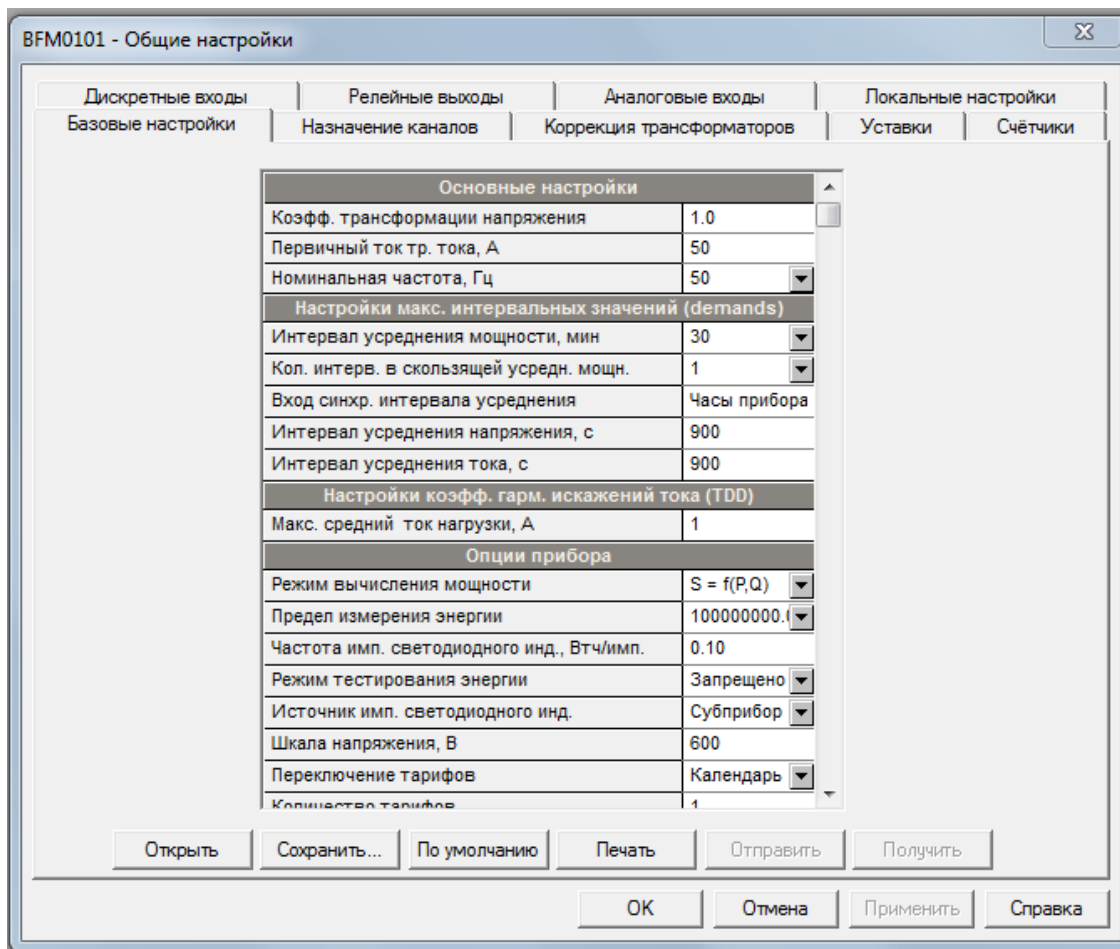 BFM0101 - Общие настройки
Дискретные входы
Релейные выходы
Аналоговые входы
Локальные настройки
Базовые настройки
Назначение каналов
Коррекция трансформаторов
Уставки
Счётчики
Основные настройки
Коэфф. трансформации напряжения 1.0
Первичный ток тр. тока, А 50
Номинальная частота, Гц 50
Настройки макс. интервальных значений (demands)
Интервал усреднения мощности, мин 30
Кол. интерв. в скользящей усредн. мощн. 1
Вход синхр. интервала усреднения Часы прибора
Интервал усреднения напряжения, с 900
Интервал усреднения тока, с 900
Настройки коэфф. гарм. искажений тока (TDD)
Макс. средний ток нагрузки, А 1
Опции прибора
Режим вычисления мощности S = f(P,Q)
Предел измерения энергии 100000000.
Частота имп. светодиодного инд., Втч/имп. 0.10
Режим тестирования энергии Запрещено
Источник имп. светодиодного инд. Субприбор
Шкала напряжения, В 600
Переключение тарифов Календарь
Количество тарифов 1
Открыть
Сохранить...
По умолчанию
Печать
Отправить
Получить
OK
Отмена
Применить
Справка